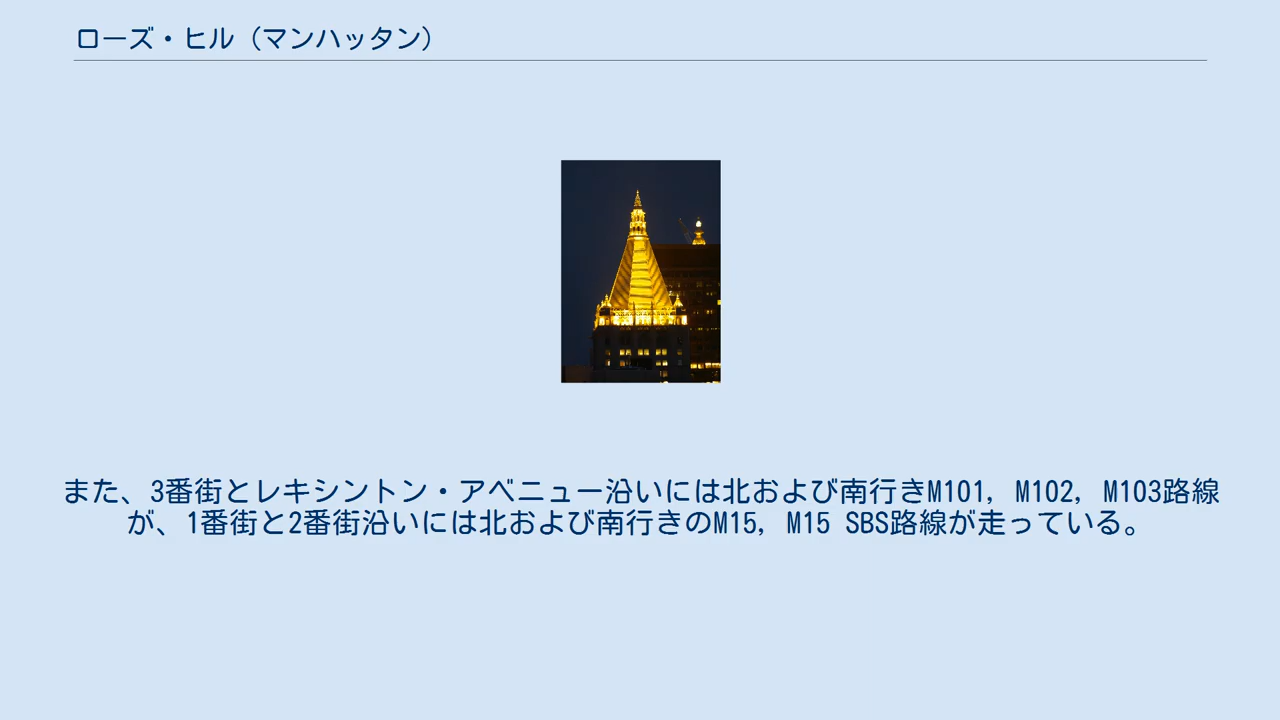 ローズ・ヒル（マンハッタン）
また、3番街とレキシントン・アベニュー沿いには北および南行きM101, M102, M103路線
が、1番街と2番街沿いには北および南行きのM15, M15 SBS路線が走っている。